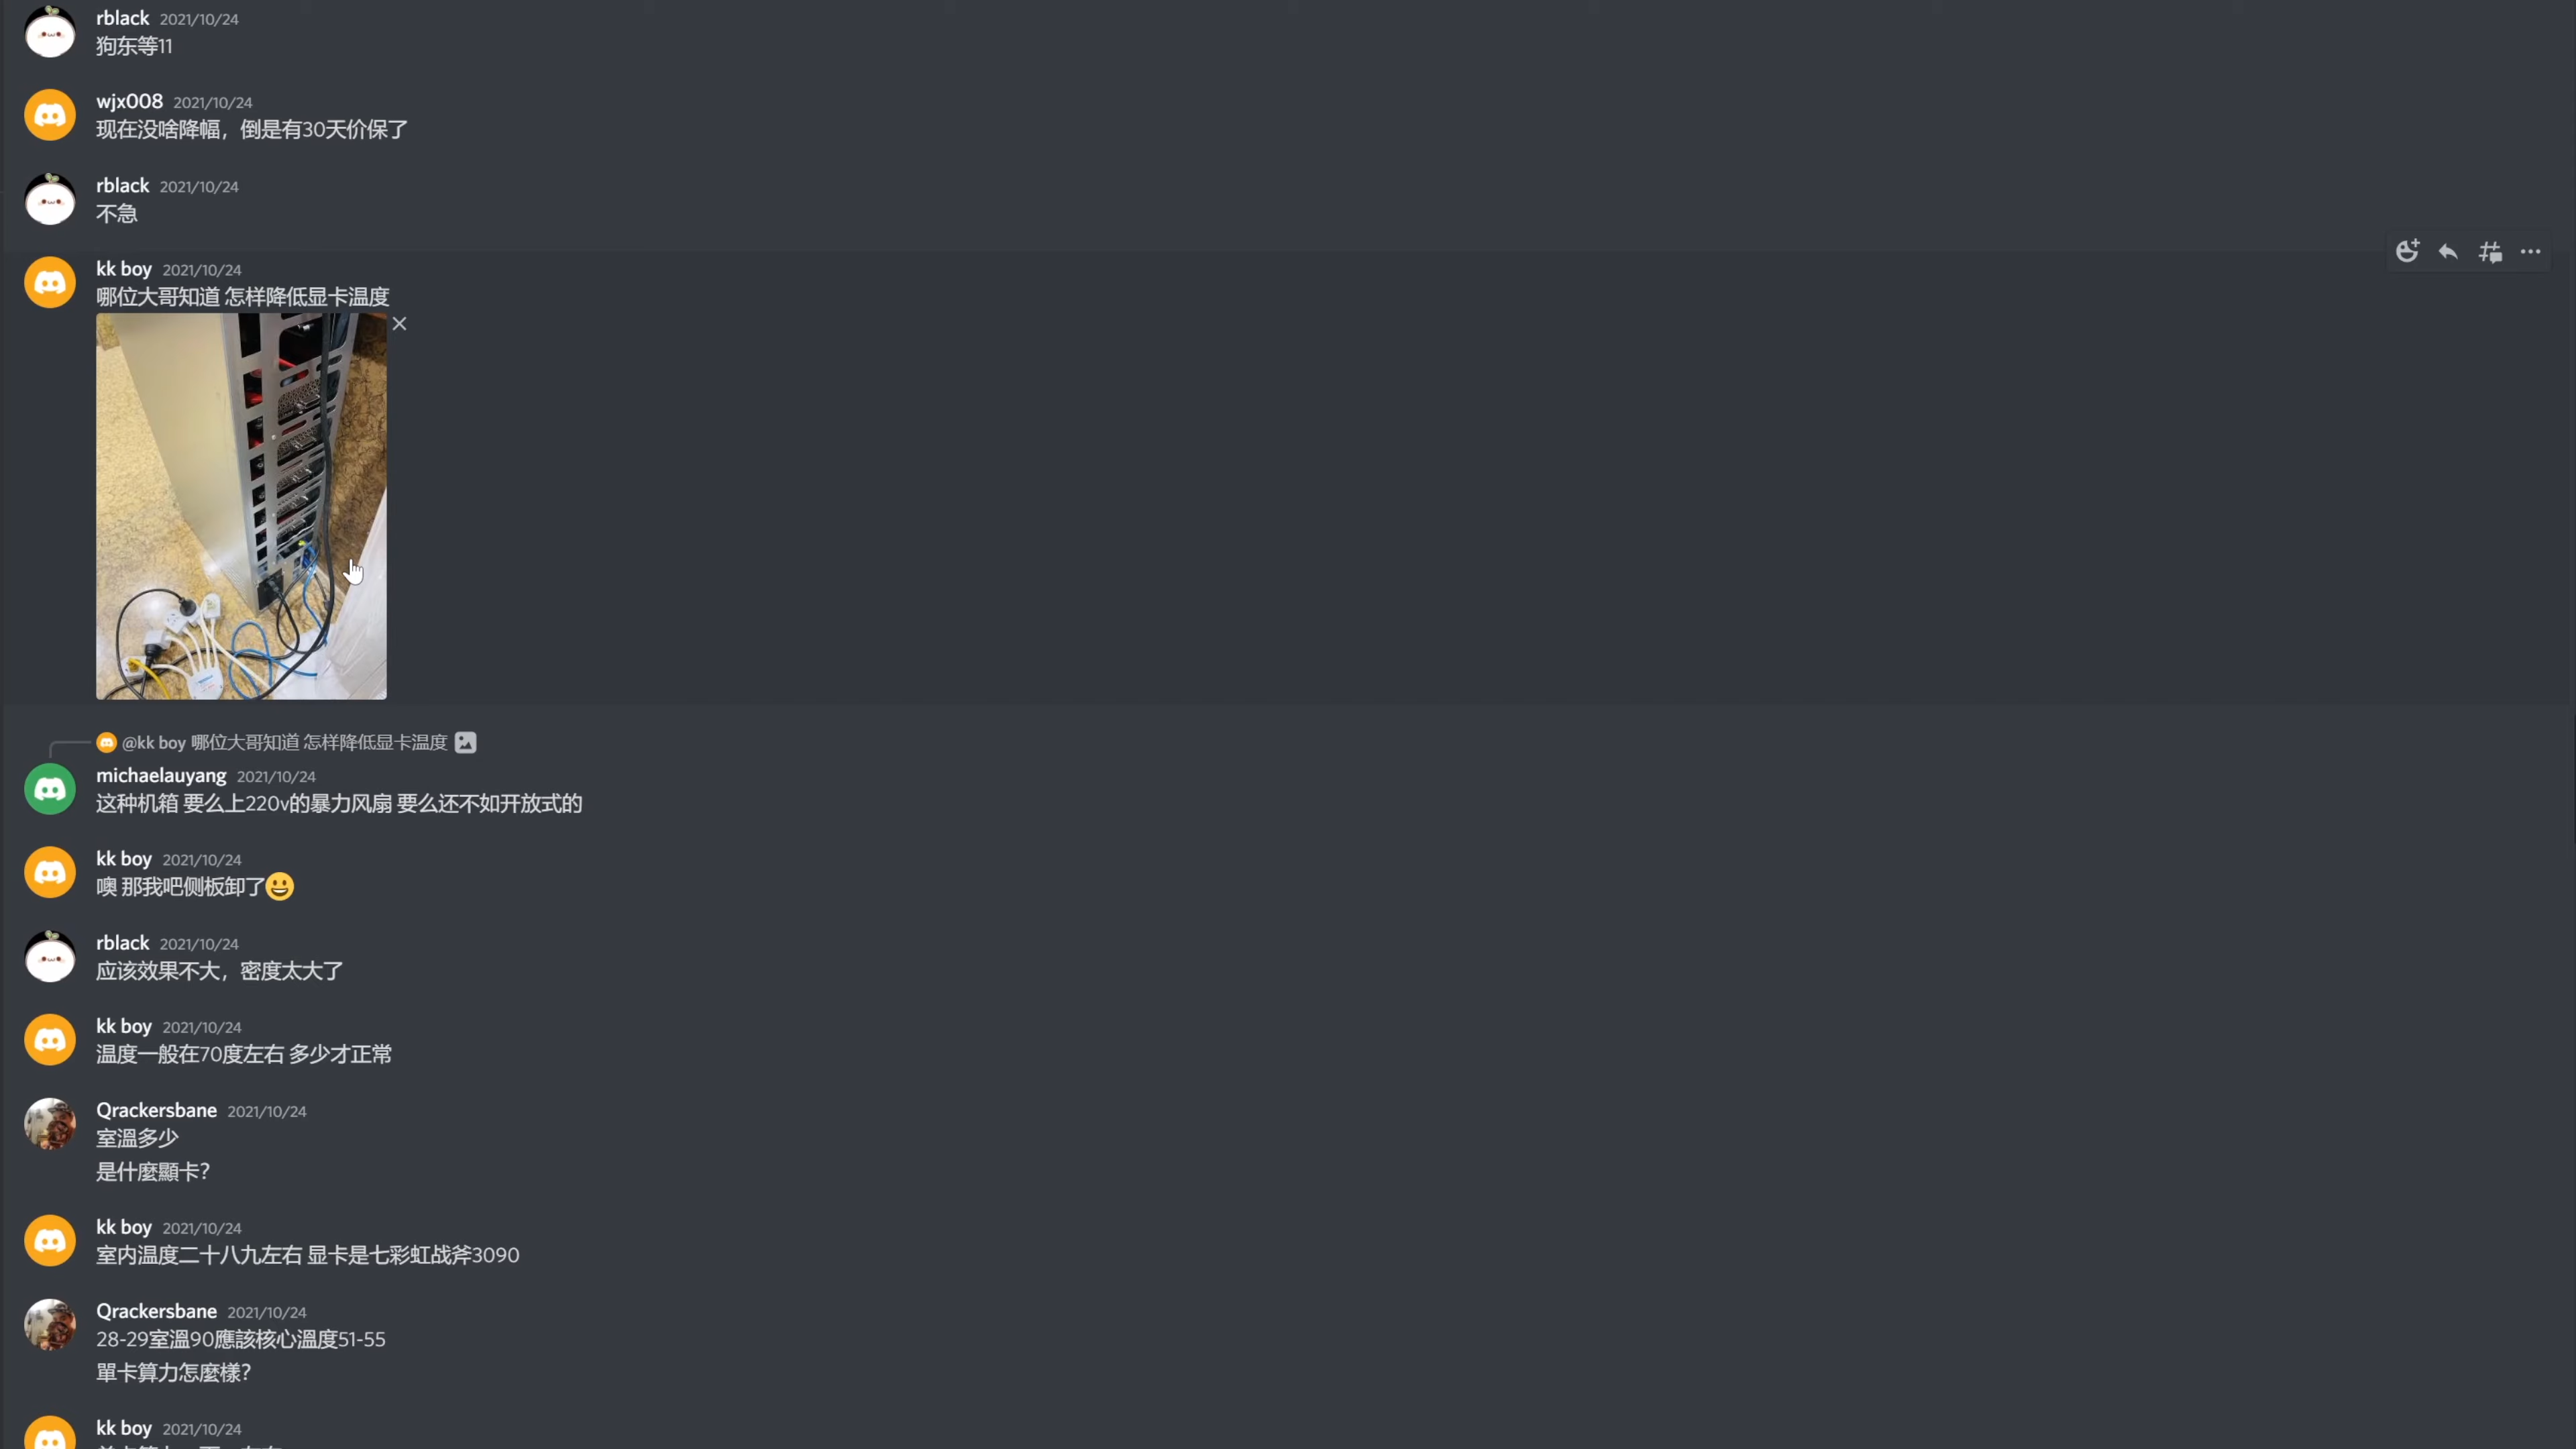 rblack 2021/10/24
狗东等11
wjx008 2021/10/24
现在没啥降幅，倒是有30天价保了
rblack 2021/10/24
不急
kk boy 2021/10/24
哪位大哥知道 怎样降低显卡温度
@kk boy 哪位大哥知道 怎样降低显卡温度
michaelauyang 2021/10/24
这种机箱 要么上220v的暴力风扇 要么还不如开放式的
kk boy 2021/10/24
噢 那我吧侧板卸了😀
rblack 2021/10/24
应该效果不大，密度太大了
kk boy 2021/10/24
温度一般在70度左右 多少才正常
Qrackersbane 2021/10/24
室溫多少
是什麼顯卡?
kk boy 2021/10/24
室内温度二十八九左右 显卡是七彩虹战斧3090
Qrackersbane 2021/10/24
28-29室溫90應該核心溫度51-55
單卡算力怎麼樣?
kk boy 2021/10/24